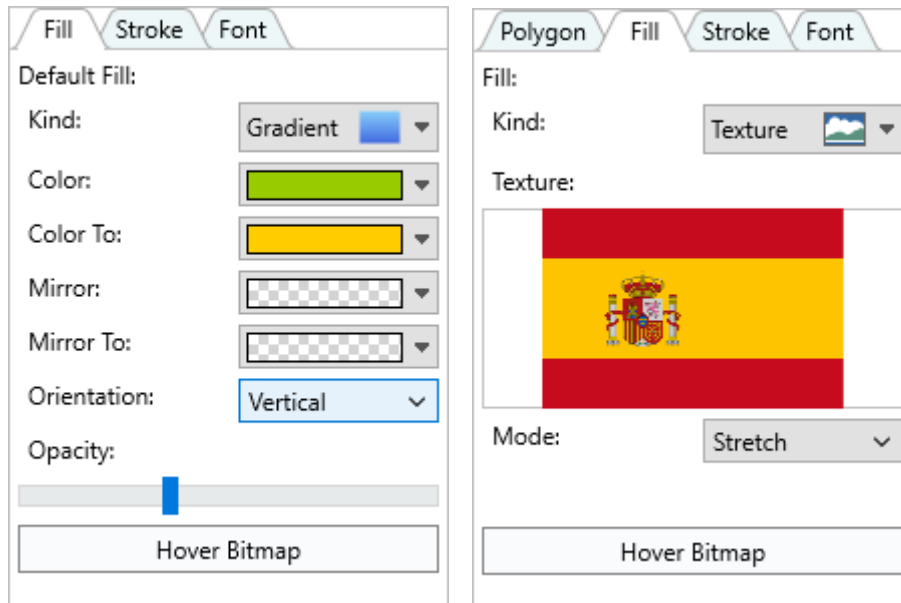 Fill Stroke Font
Default Fill:
Kind: Gradient
Color:
Color To:
Mirror:
Mirror To:
Orientation: Vertical
Opacity:
Hover Bitmap
Polygon Fill Stroke Font
Fill:
Kind: Texture
Texture:
Mode: Stretch
Hover Bitmap